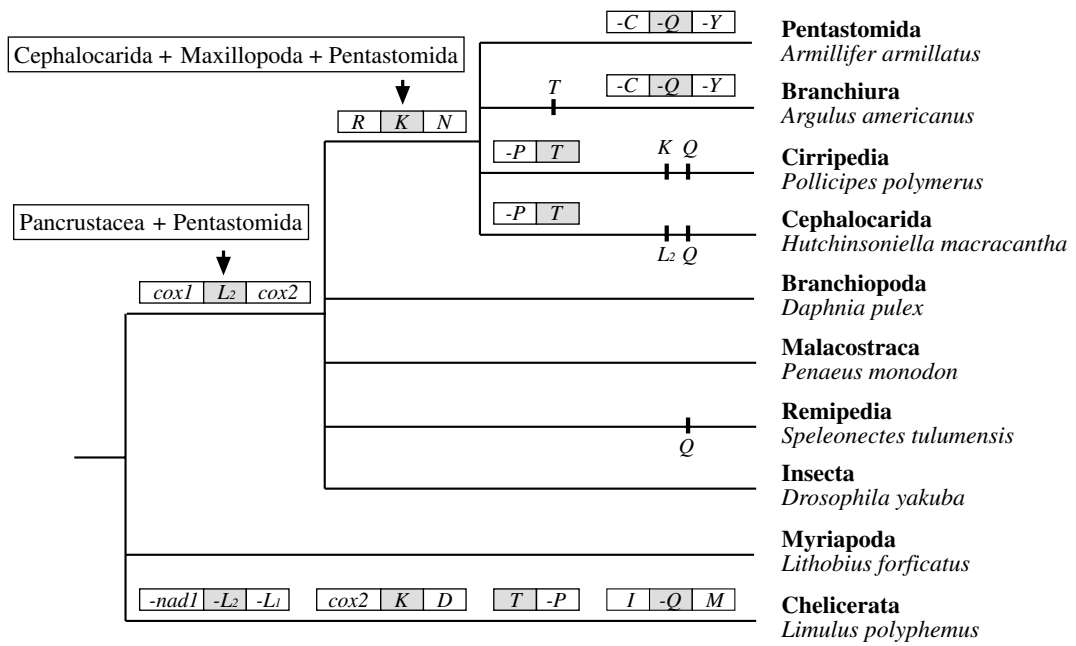 -C -Q -Y
Pentastomida
Armillifer armillatus
Cephalocarida + Maxillopoda + Pentastomida
T
-C -Q -Y
Branchiura
Argulus americanus
R K N
-P T
K Q
Cirripedia
Pollicipes polymerus
Pancrustacea + Pentastomida
-P T
L2 Q
Cephalocarida
Hutchinsoniella macracantha
cox1 L2 cox2
Branchiopoda
Daphnia pulex
Malacostraca
Penaeus monodon
Q
Remipedia
Speleonectes tulumensis
Insecta
Drosophila yakuba
Myriapoda
Lithobius forficatus
-nad1 -L2 -L1
cox2 K D
T -P
I -Q M
Chelicerata
Limulus polyphemus